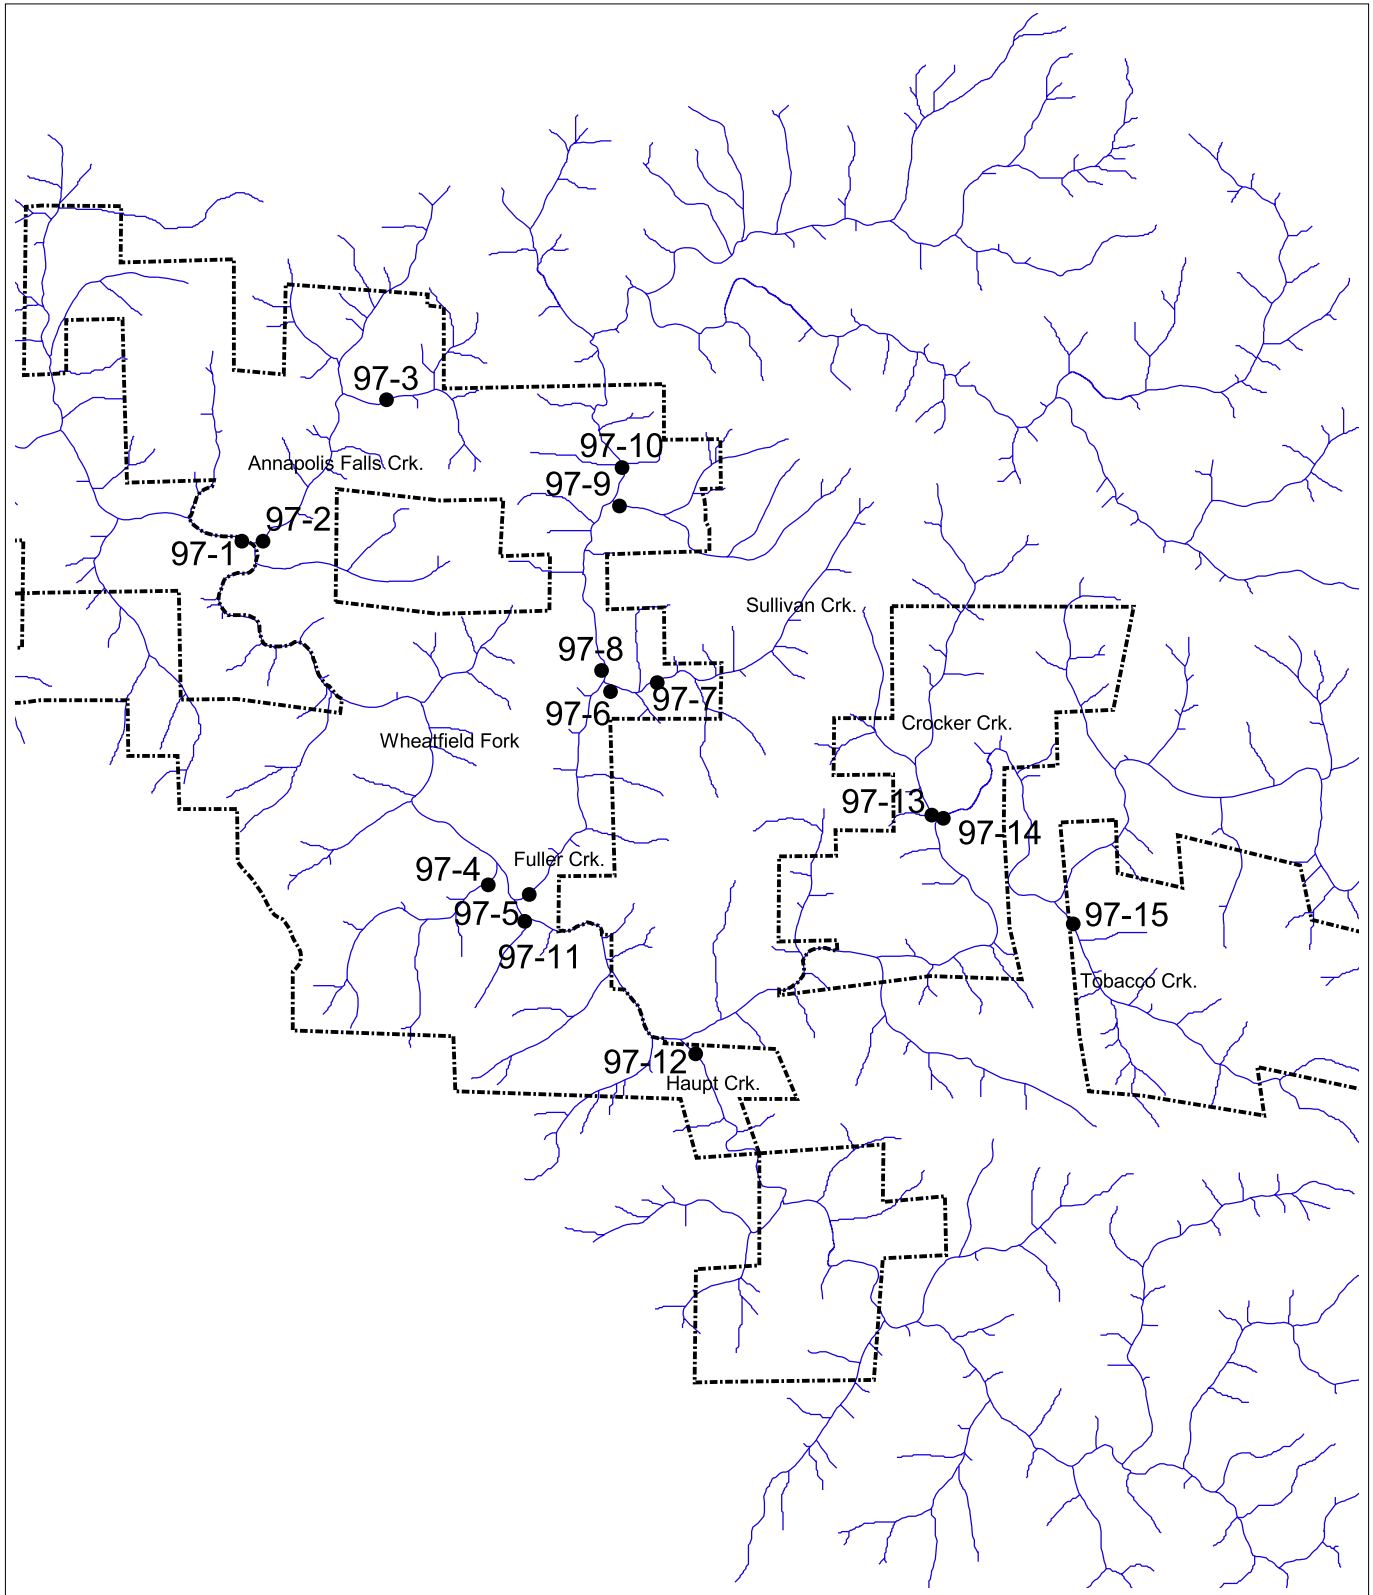 97-3
97-10
Annapolis Falls Crk.
97-9
97-2
97-1
Sullivan Crk.
97-8
97-7
97-6
Crocker Crk.
Wheatfield Fork
97-13
97-14
Fuller Crk.
97-4
97-5
97-15
97-11
Tobacco Crk.
97-12
Haupt Crk.